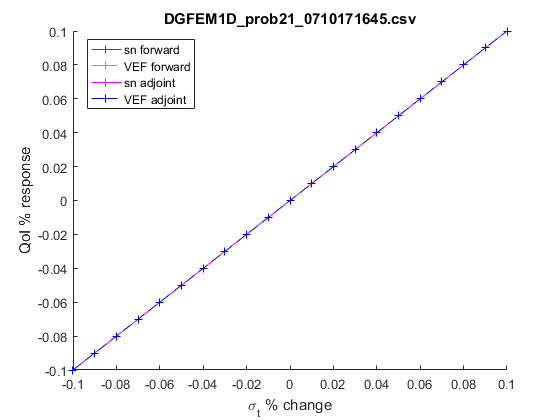 DGFEM1D_prob21_0710171645.csv
sn forward
VEF forward
sn adjoint
VEF adjoint
0.1
0.08
0.06
0.04
0.02
0
-0.02
-0.04
-0.06
-0.08
-0.1
QoI % response
-0.1 -0.08 -0.06 -0.04 -0.02 0 0.02 0.04 0.06 0.08 0.1
σt % change